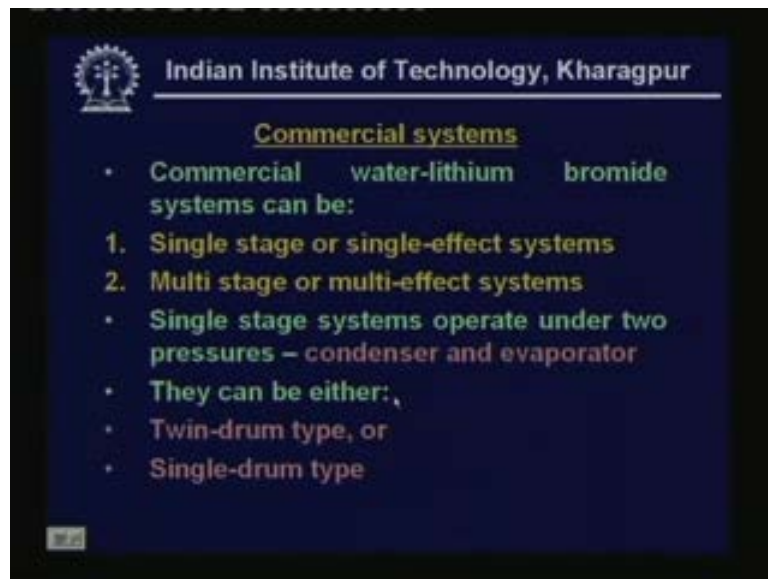 Indian Institute of Technology, Kharagpur
Commercial systems
• Commercial water-lithium bromide
systems can be:
1. Single stage or single-effect systems
2. Multi stage or multi-effect systems
• Single stage systems operate under two
pressures – condenser and evaporator
• They can be either:
• Twin-drum type, or
• Single-drum type